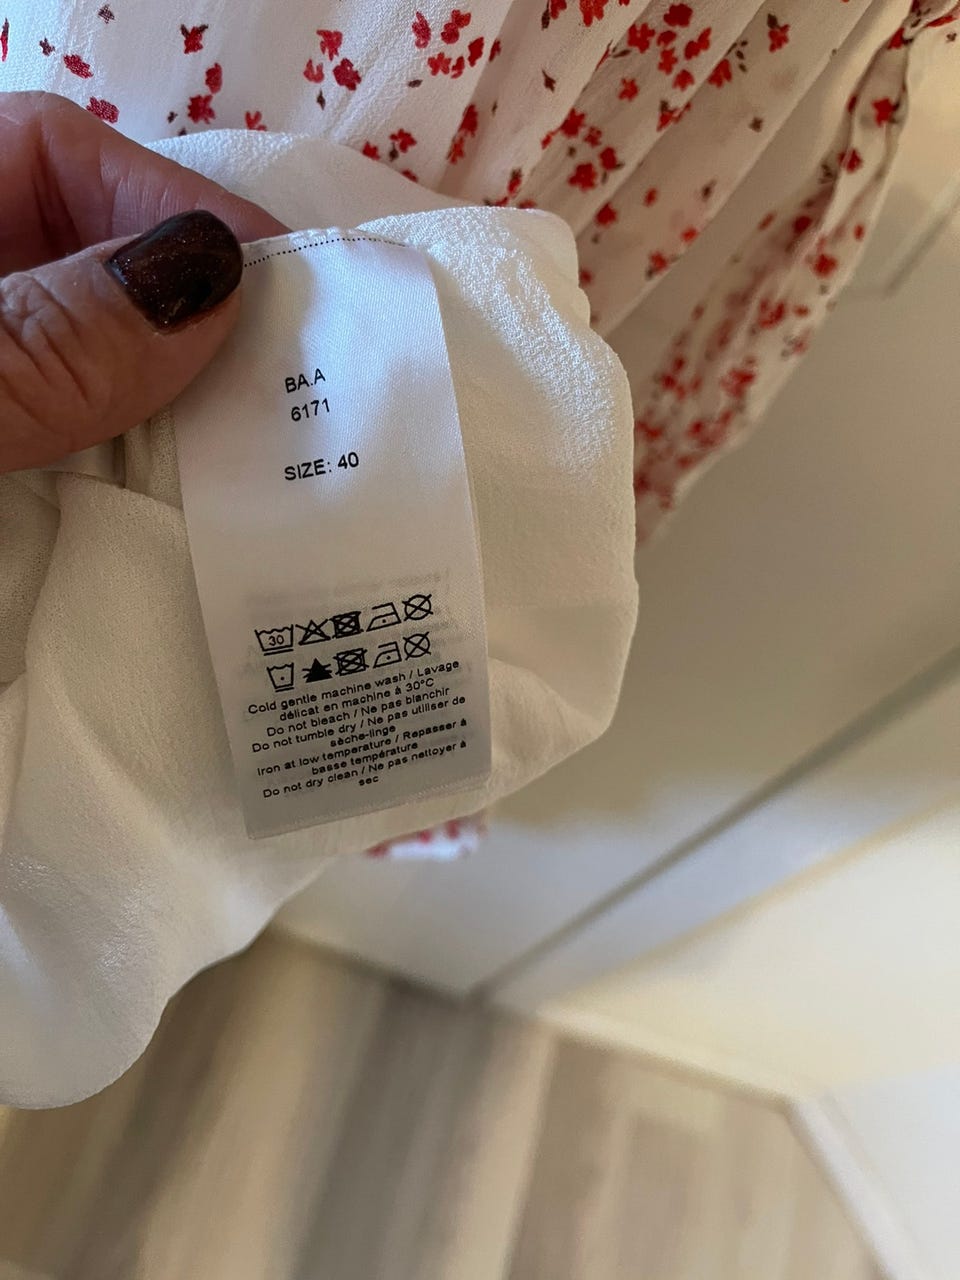 BA.A
6171
SIZE: 40
30
Cold gentle machine wash / Lavage
délicat en machine à 30°C
Do not bleach / Ne pas blanchir
Do not tumble dry / Ne pas utiliser de
sèche-linge
Iron at low temperature / Repasser à
basse température
Do not dry clean / Ne pas nettoyer à
sec